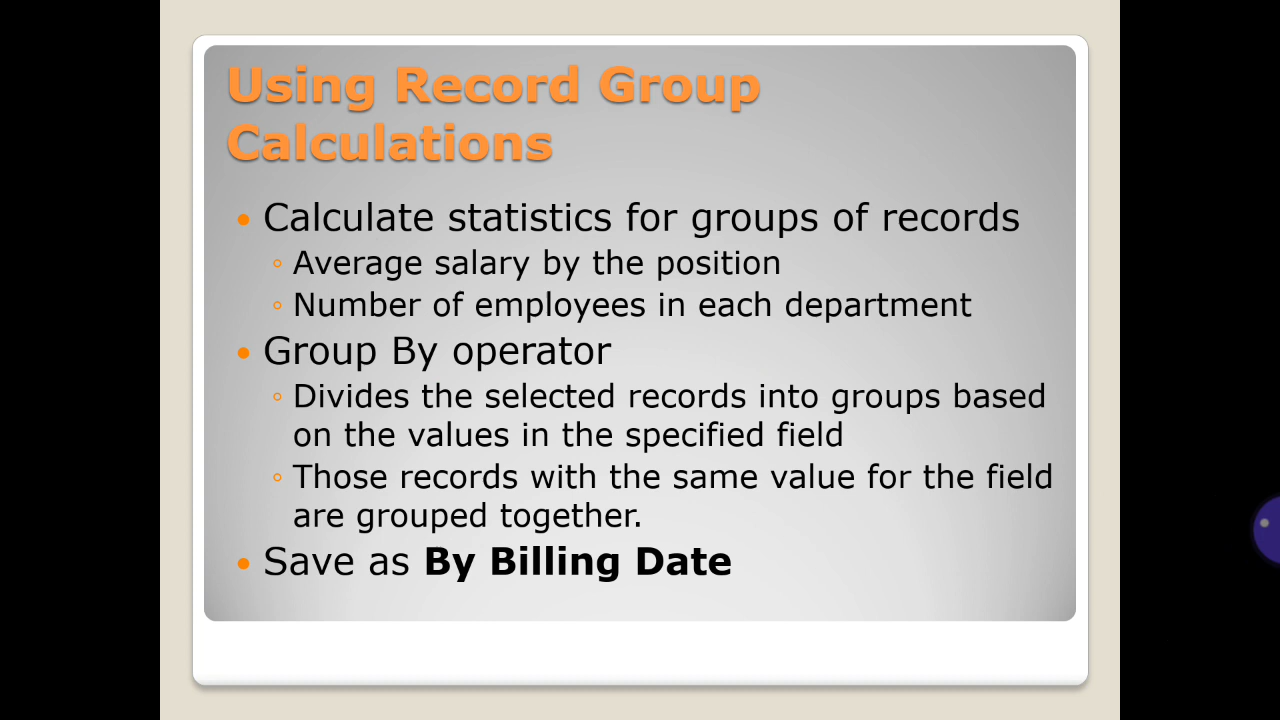 Using Record Group
Calculations
Calculate statistics for groups of records
Average salary by the position
Number of employees in each department
Group By operator
Divides the selected records into groups based
on the values in the specified field
Those records with the same value for the field
are grouped together.
Save as By Billing Date